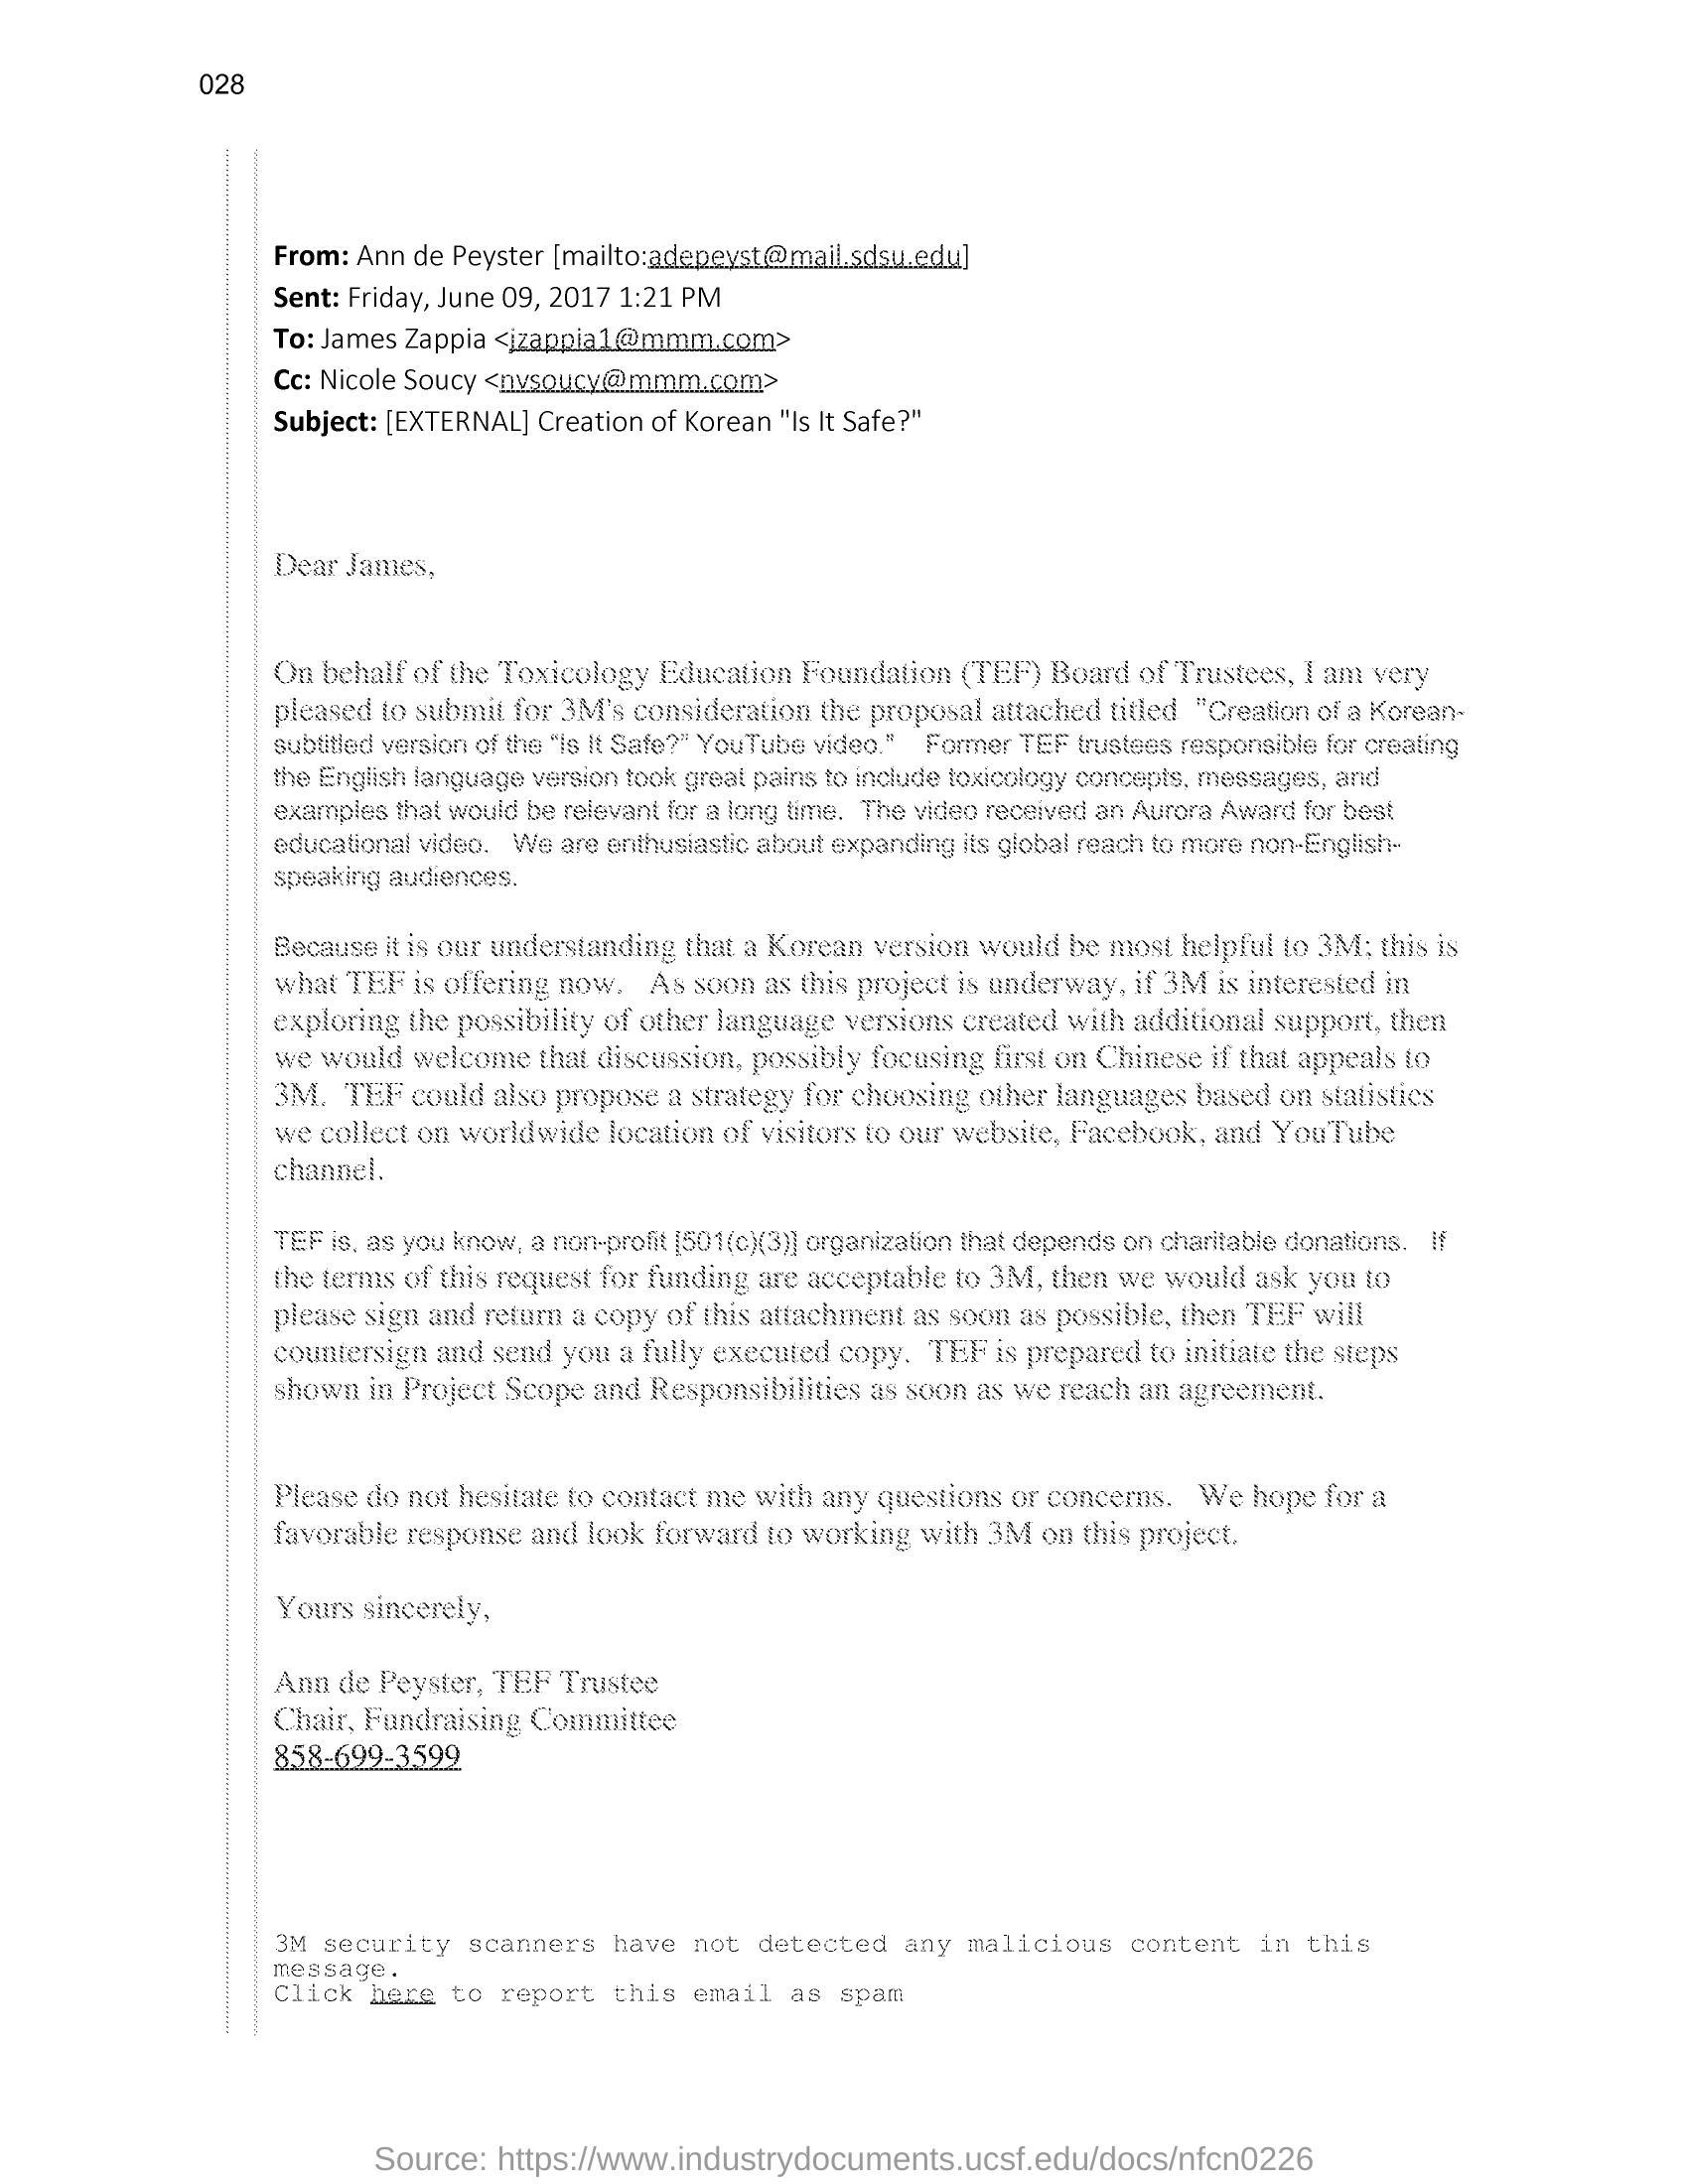 028
From: Ann de Peyster [mailto:adepeyst@mail.sdsu.edu]
Sent: Friday, June 09, 2017 1:21 PM
To: James Zappia <jzappia1@mmm.com>
Cc: Nicole Soucy <nvsoucy@mmm.com>
Subject: [EXTERNAL] Creation of Korean "Is It Safe?"
Dear James,
On behalf of the Toxicology Education Foundation (TEF) Board of Trustees, I am very
pleased to submit for 3M's consideration the proposal attached titled "Creation of a Korean-
subtitled version of the “Is It Safe?” YouTube video.” Former TEF trustees responsible for creating
the English language version took great pains to include toxicology concepts, messages, and
examples that would be relevant for a long time. The video received an Aurora Award for best
educational video. We are enthusiastic about expanding its global reach to more non-English-
speaking audiences.
Because it is our understanding that a Korean version would be most helpful to 3M; this is
what TEF is offering now. As soon as this project is underway, if 3M is interested in
exploring the possibility of other language versions created with additional support, then
we would welcome that discussion, possibly focusing first on Chinese if that appeals to
3M. TEF could also propose a strategy for choosing other languages based on statistics
we collect on worldwide location of visitors to our website, Facebook, and YouTube
channel.
TEF is, as you know, a non-profit [501(c)(3)] organization that depends on charitable donations. If
the terms of this request for funding are acceptable to 3M, then we would ask you to
please sign and return a copy of this attachment as soon as possible, then TEF will
countersign and send you a fully executed copy. TEF is prepared to initiate the steps
shown in Project Scope and Responsibilities as soon as we reach an agreement.
Please do not hesitate to contact me with any questions or concerns. We hope for a
favorable response and look forward to working with 3M on this project.
Yours sincerely,
Ann de Peyster, TEF Trustee
Chair, Fundraising Committee
858-699-3599
3M security scanners have not detected any malicious content in this
message.
Click here to report this email as spam
Source: https://www.industrydocuments.ucsf.edu/docs/nfcn0226